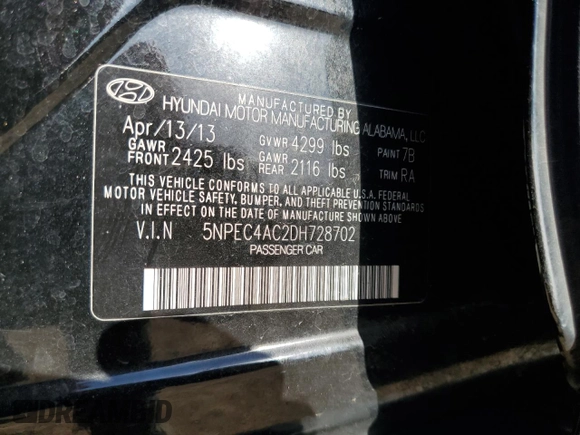 MANUFACTURED BY
HYUNDAI MOTOR MANUFACTURING ALABAMA, LLC
Apr/13/13 GVWR 4299 lbs PAINT 7B
GAWR FRONT 2425 lbs GAWR REAR 2116 lbs TRIM RA
THIS VEHICLE CONFORMS TO ALL APPLICABLE U.S.A. FEDERAL
MOTOR VEHICLE SAFETY, BUMPER, AND THEFT PREVENTION STANDARDS
IN EFFECT ON THE DATE OF MANUFACTURE SHOWN ABOVE.
V.I.N 5NPEC4AC2DH728702
PASSENGER CAR
DREAMBID